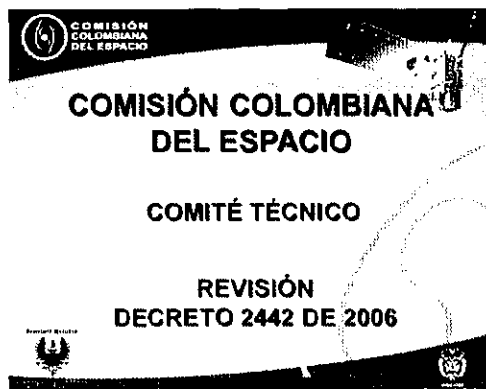 COMISIÓN
COLOMBIANA
DEL ESPACIO
COMISIÓN COLOMBIANA
DEL ESPACIO
COMITÉ TÉCNICO
REVISIÓN
DECRETO 2442 DE 2006